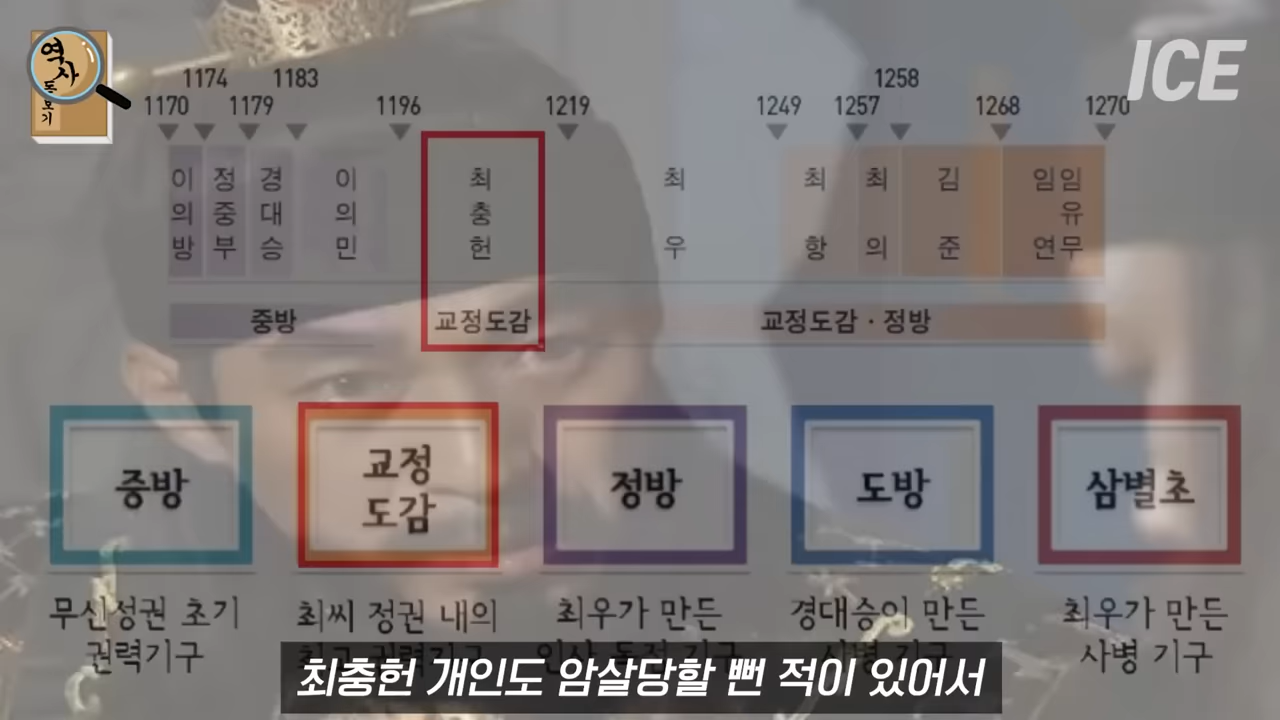 역사
돋보기
ICE
1174 1183 1258
1170 1179 1196 1219 1249 1257 1268 1270
이의방 정중부 경대승 이의민 최충헌 최우 최항 최의 김준 임연 임유무
중방 교정도감 교정도감 · 정방
중방
교정
도감
정방
도방
삼별초
무신성권 초기
권력기구
최씨 정권 내의
최우가 만든
경대승이 만든
최우가 만든
사병 기구
최충헌 개인도 암살당할 뻔 적이 있어서